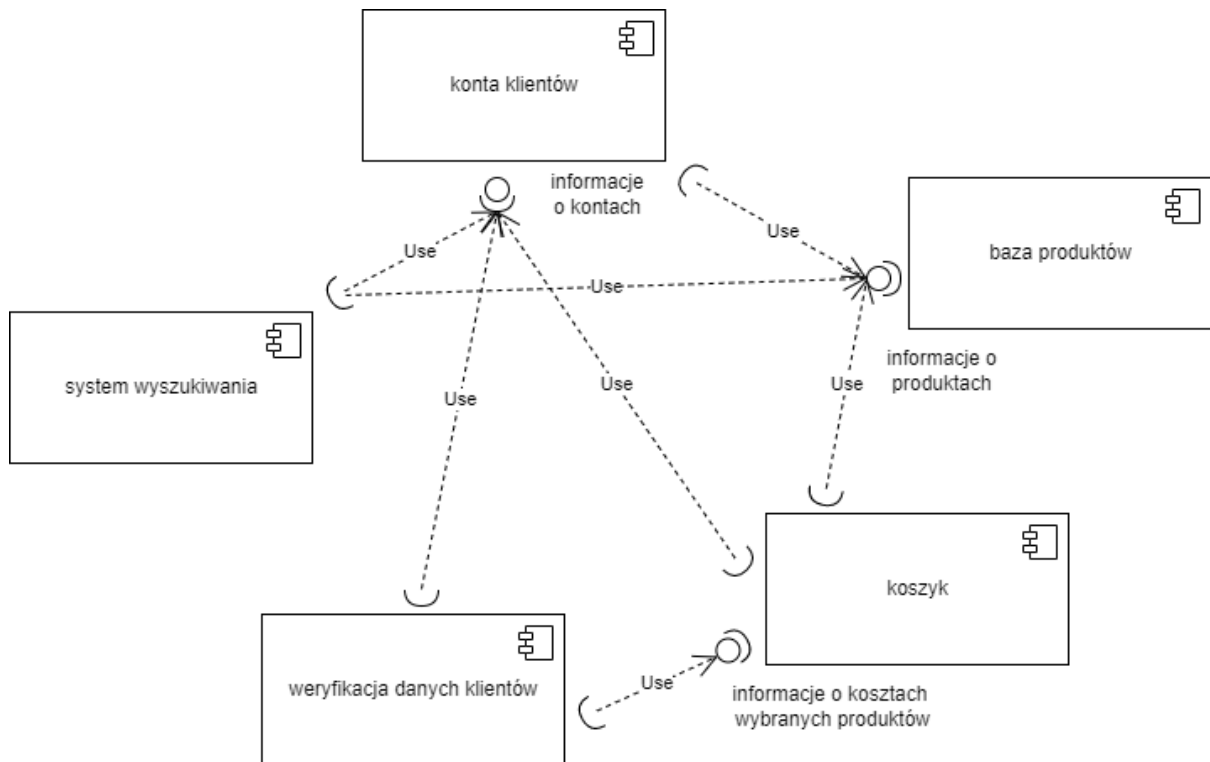 konta klientów
informacje
o kontach
Use
Use
baza produktów
Use
informacje o
produktach
system wyszukiwania
Use
Use
Use
koszyk
weryfikacja danych klientów
Use
informacje o kosztach
wybranych produktów